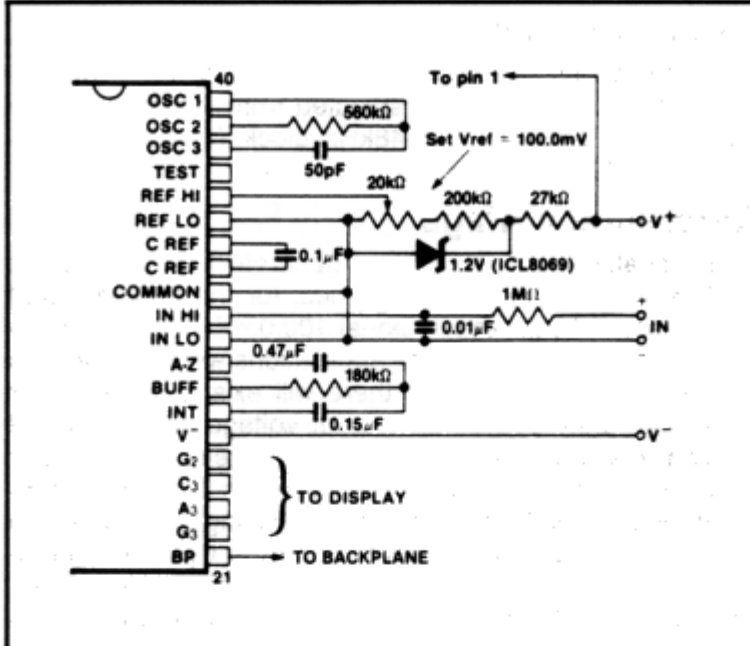 40
To pin 1
OSC 1
560kΩ
OSC 2
Set Vref = 100.0mV
OSC 3
50pF
TEST
20kΩ
200kΩ
27kΩ
REF HI
REF LO
V+
C REF
0.1μF
1.2V (ICL8069)
C REF
COMMON
1MΩ
IN HI
+
0.01μF
IN
IN LO
-
0.47μF
A-Z
180kΩ
BUFF
INT
0.15μF
V-
V-
G2
C3
TO DISPLAY
A3
G3
BP
TO BACKPLANE
21